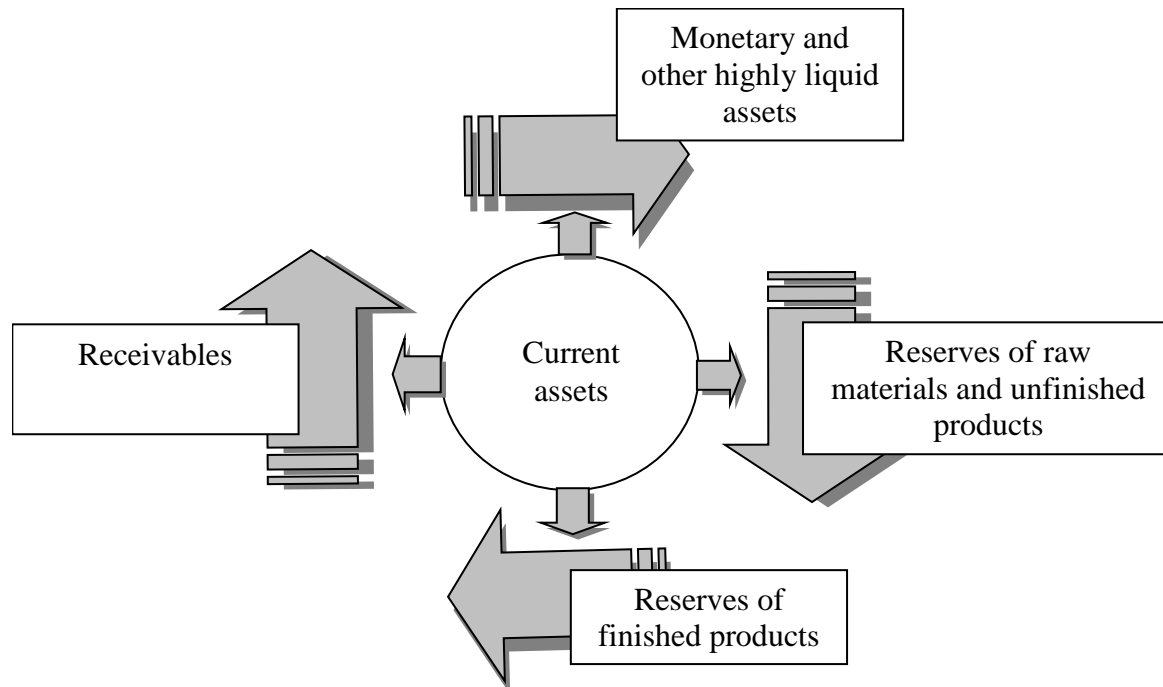 Monetary and
other highly liquid
assets
Receivables
Current
assets
Reserves of raw
materials and unfinished
products
Reserves of
finished products